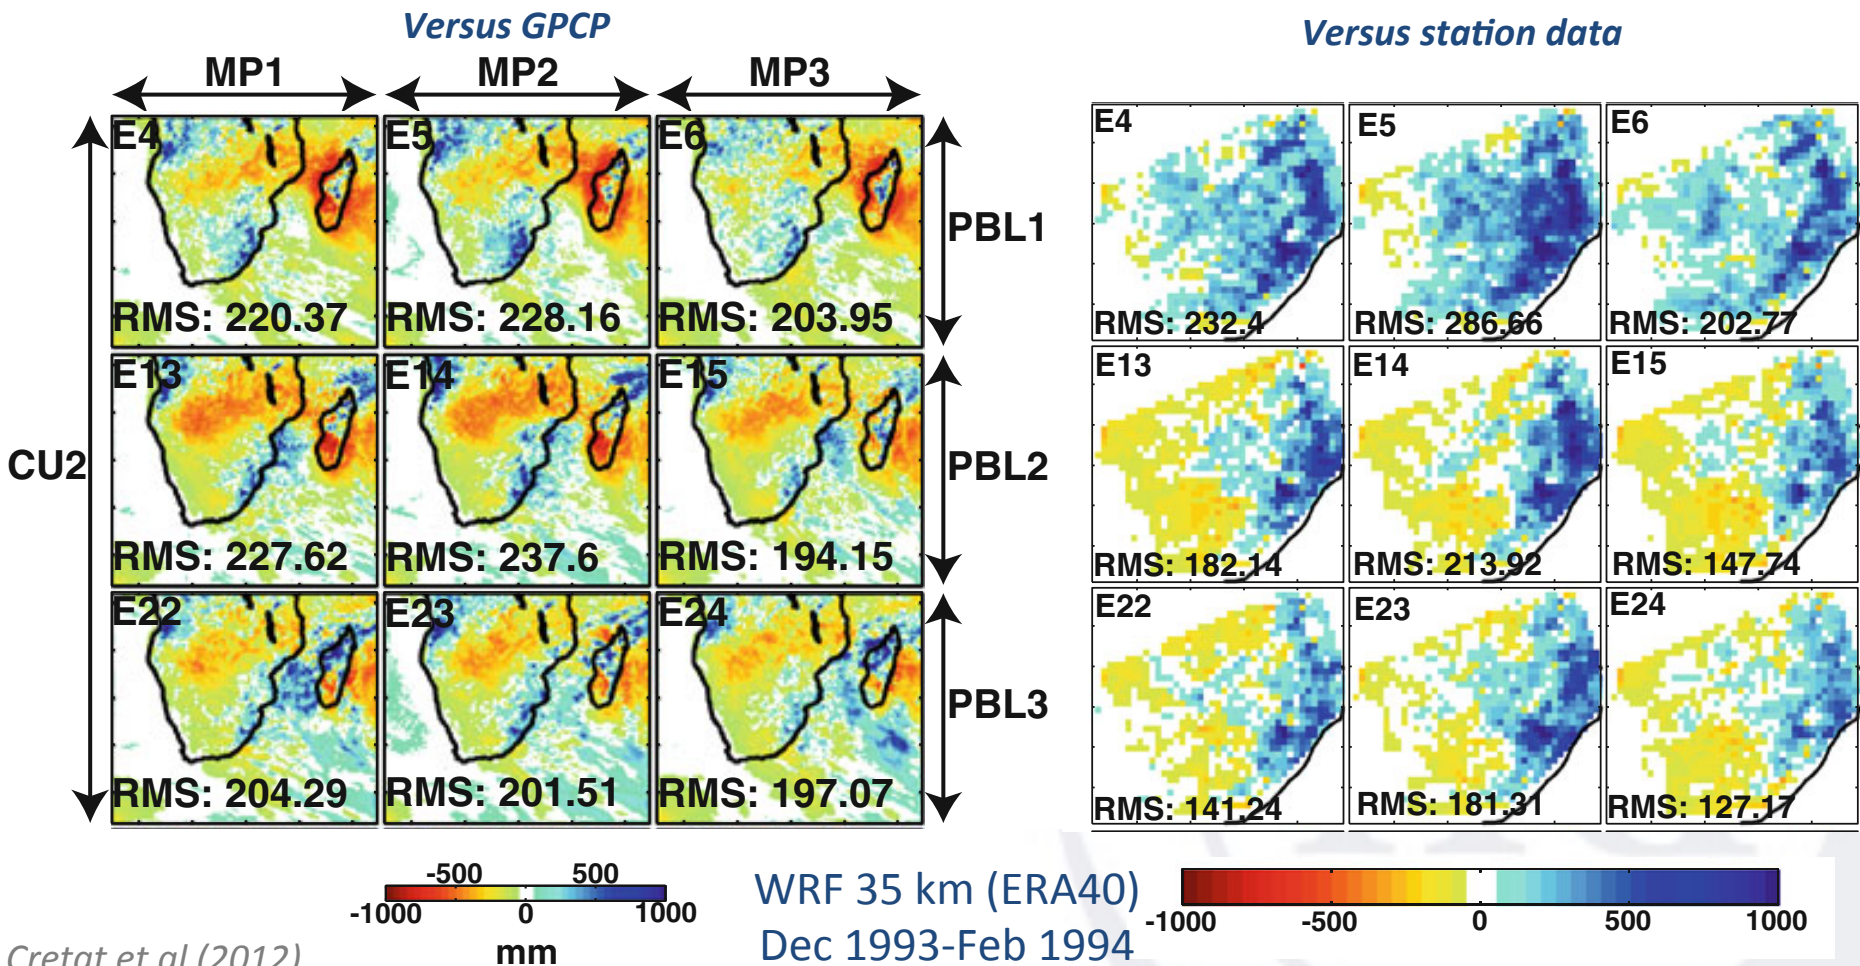 Versus GPCP
Versus station data
MP1 MP2 MP3
E4 E5 E6
RMS: 220.37 RMS: 228.16 RMS: 203.95
PBL1
E13 E14 E15
RMS: 227.62 RMS: 237.6 RMS: 194.15
CU2
PBL2
E22 E23 E24
RMS: 204.29 RMS: 201.51 RMS: 197.07
PBL3
E4 E5 E6
RMS: 232.4 RMS: 286.66 RMS: 202.77
E13 E14 E15
RMS: 182.14 RMS: 213.92 RMS: 147.74
E22 E23 E24
RMS: 141.24 RMS: 181.31 RMS: 127.17
-500 500
-1000 0 1000
mm
WRF 35 km (ERA40)
Dec 1993-Feb 1994
-1000 -500 0 500 1000
Cretat et al (2012)